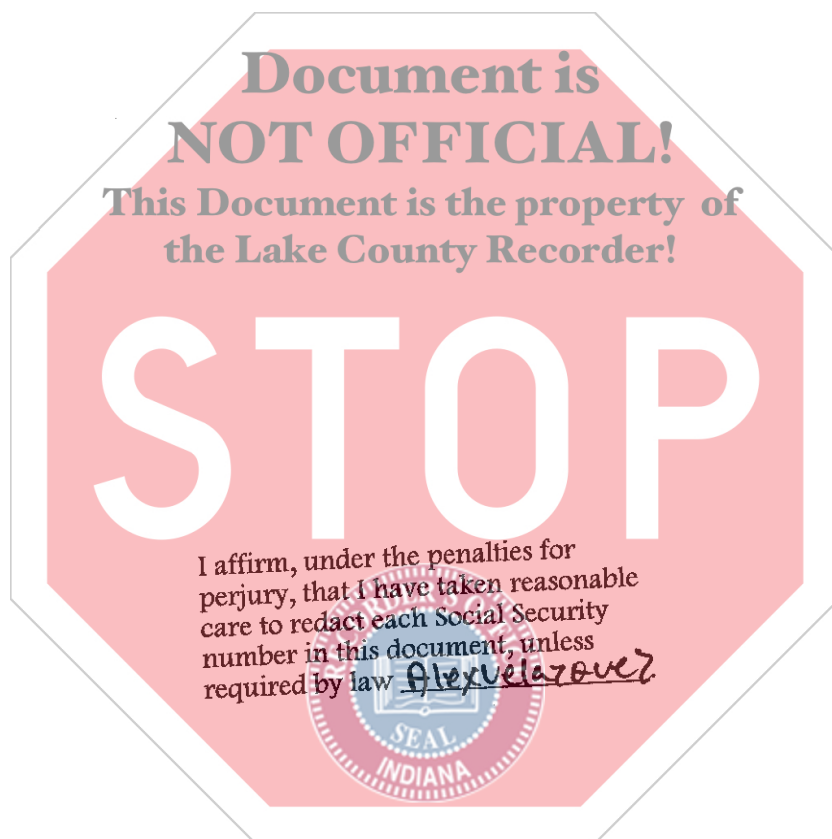 Document is
NOT OFFICIAL!
This Document is the property of
the Lake County Recorder!
STOP
I affirm, under the penalties for
perjury, that I have taken reasonable
care to redact each Social Security
number in this document, unless
required by law AlexVelazquez.
RECORDER'S
SEAL
INDIANA